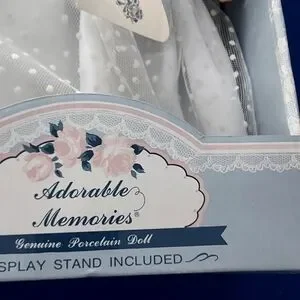 Adorable
Memories®
Genuine Porcelain Doll
SPLAY STAND INCLUDED